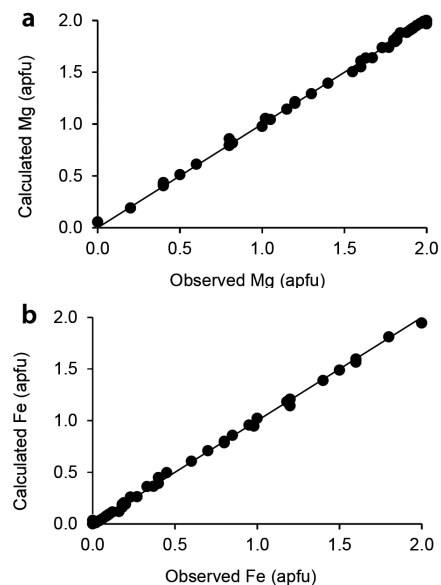 a
2.0
1.5
1.0
0.5
0.0
Calculated Mg (apfu)
0.0 0.5 1.0 1.5 2.0
Observed Mg (apfu)
b
2.0
1.5
1.0
0.5
0.0
Calculated Fe (apfu)
0.0 0.5 1.0 1.5 2.0
Observed Fe (apfu)